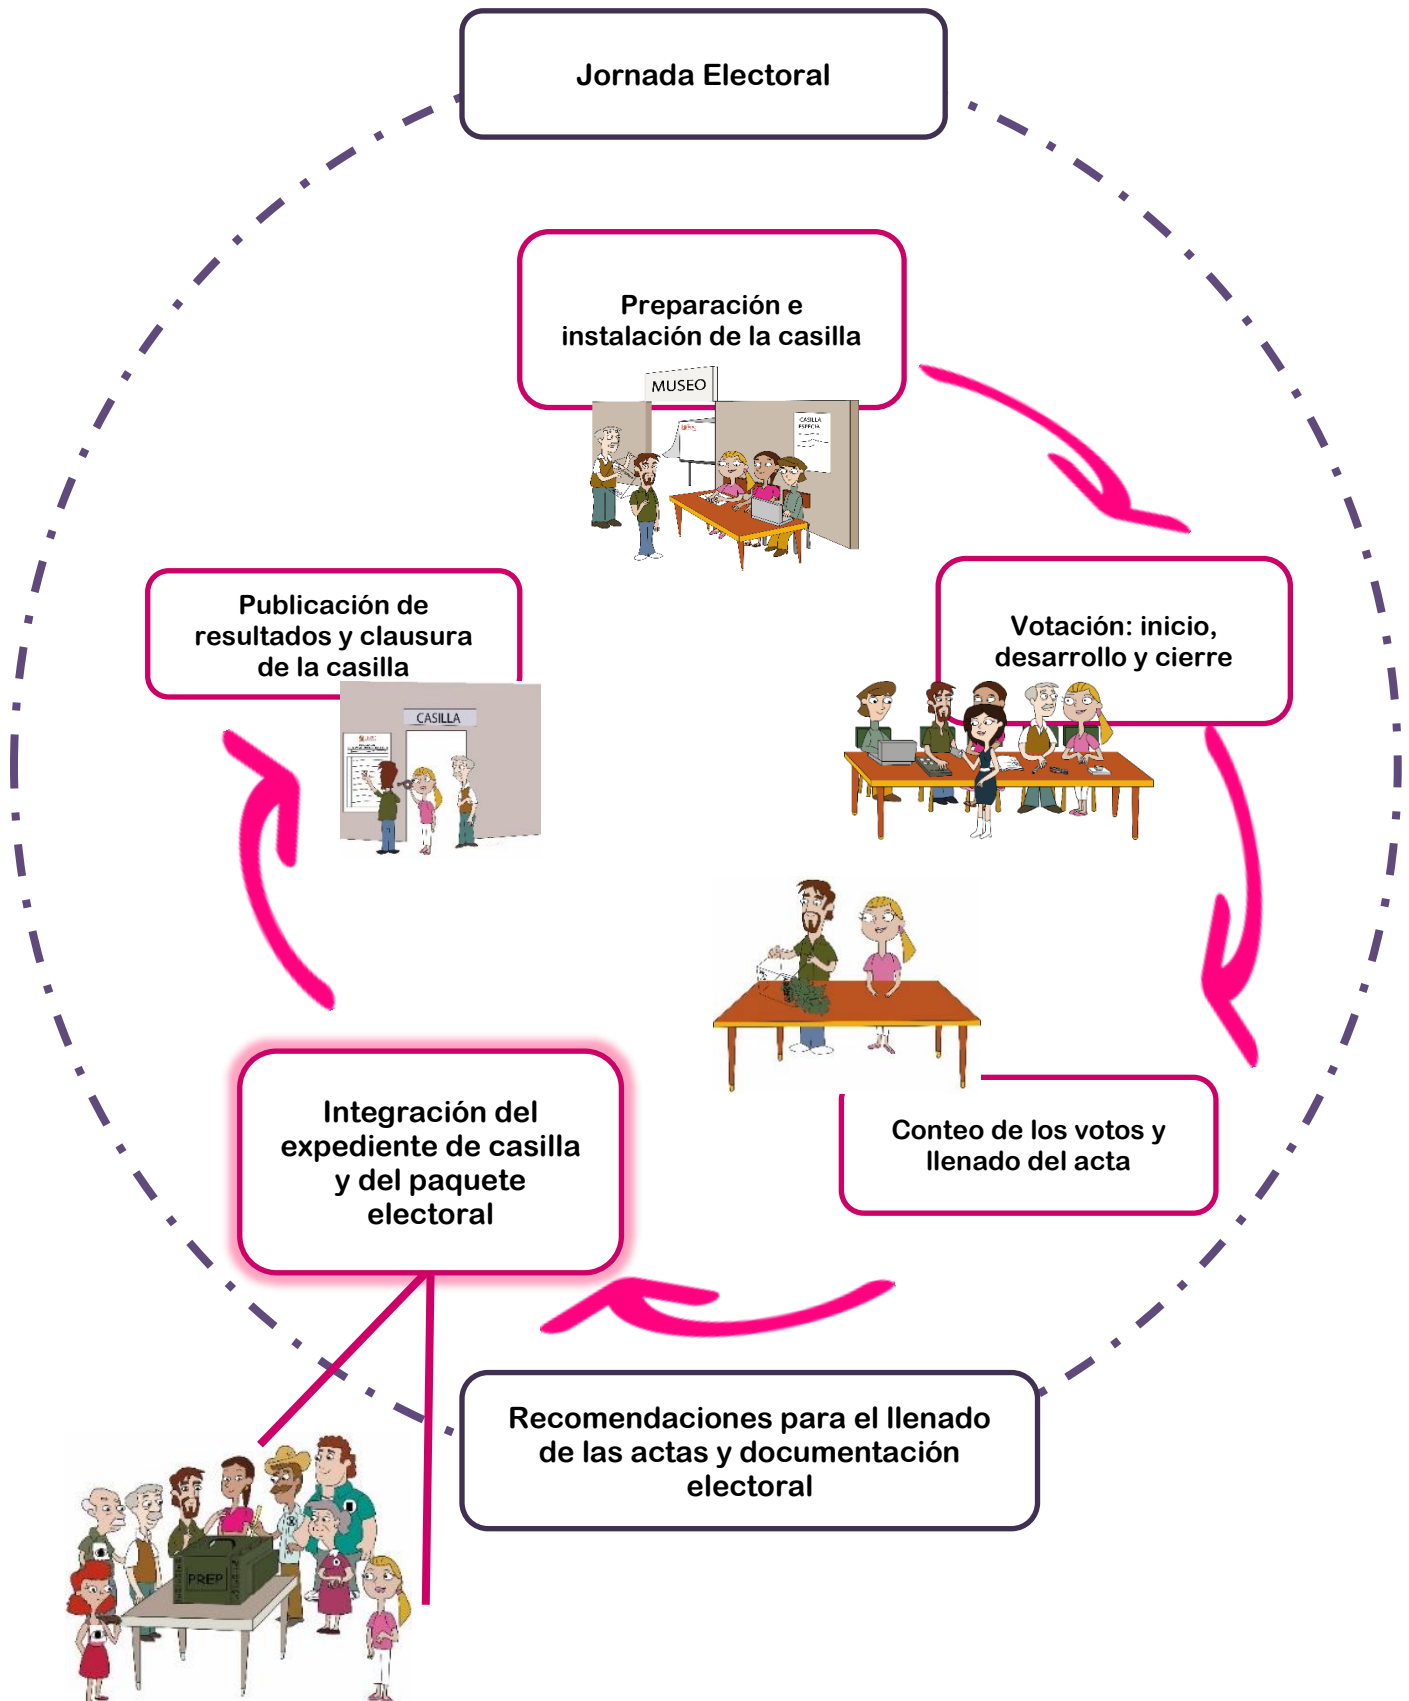 Jornada Electoral
Preparación e
instalación de la casilla
MUSEO
CASILLA
ESPECIA
Publicación de
resultados y clausura
de la casilla
CASILLA
Votación: inicio,
desarrollo y cierre
Conteo de los votos y
llenado del acta
Integración del
expediente de casilla
y del paquete
electoral
Recomendaciones para el llenado
de las actas y documentación
electoral
PREP